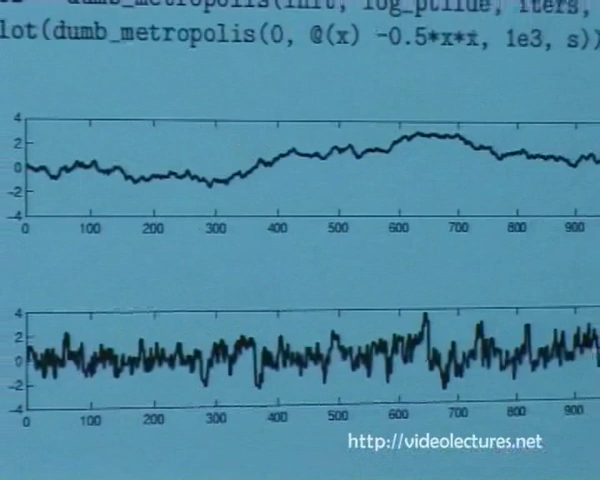 dumb_metropolis(init, log_ptilde, iters,
lot(dumb_metropolis(0, @(x) -0.5*x*x, 1e3, s))
4
2
0
-2
-4
0 100 200 300 400 500 600 700 800 900
4
2
0
-2
-4
0 100 200 300 400 500 600 700 800 900
http://videolectures.net